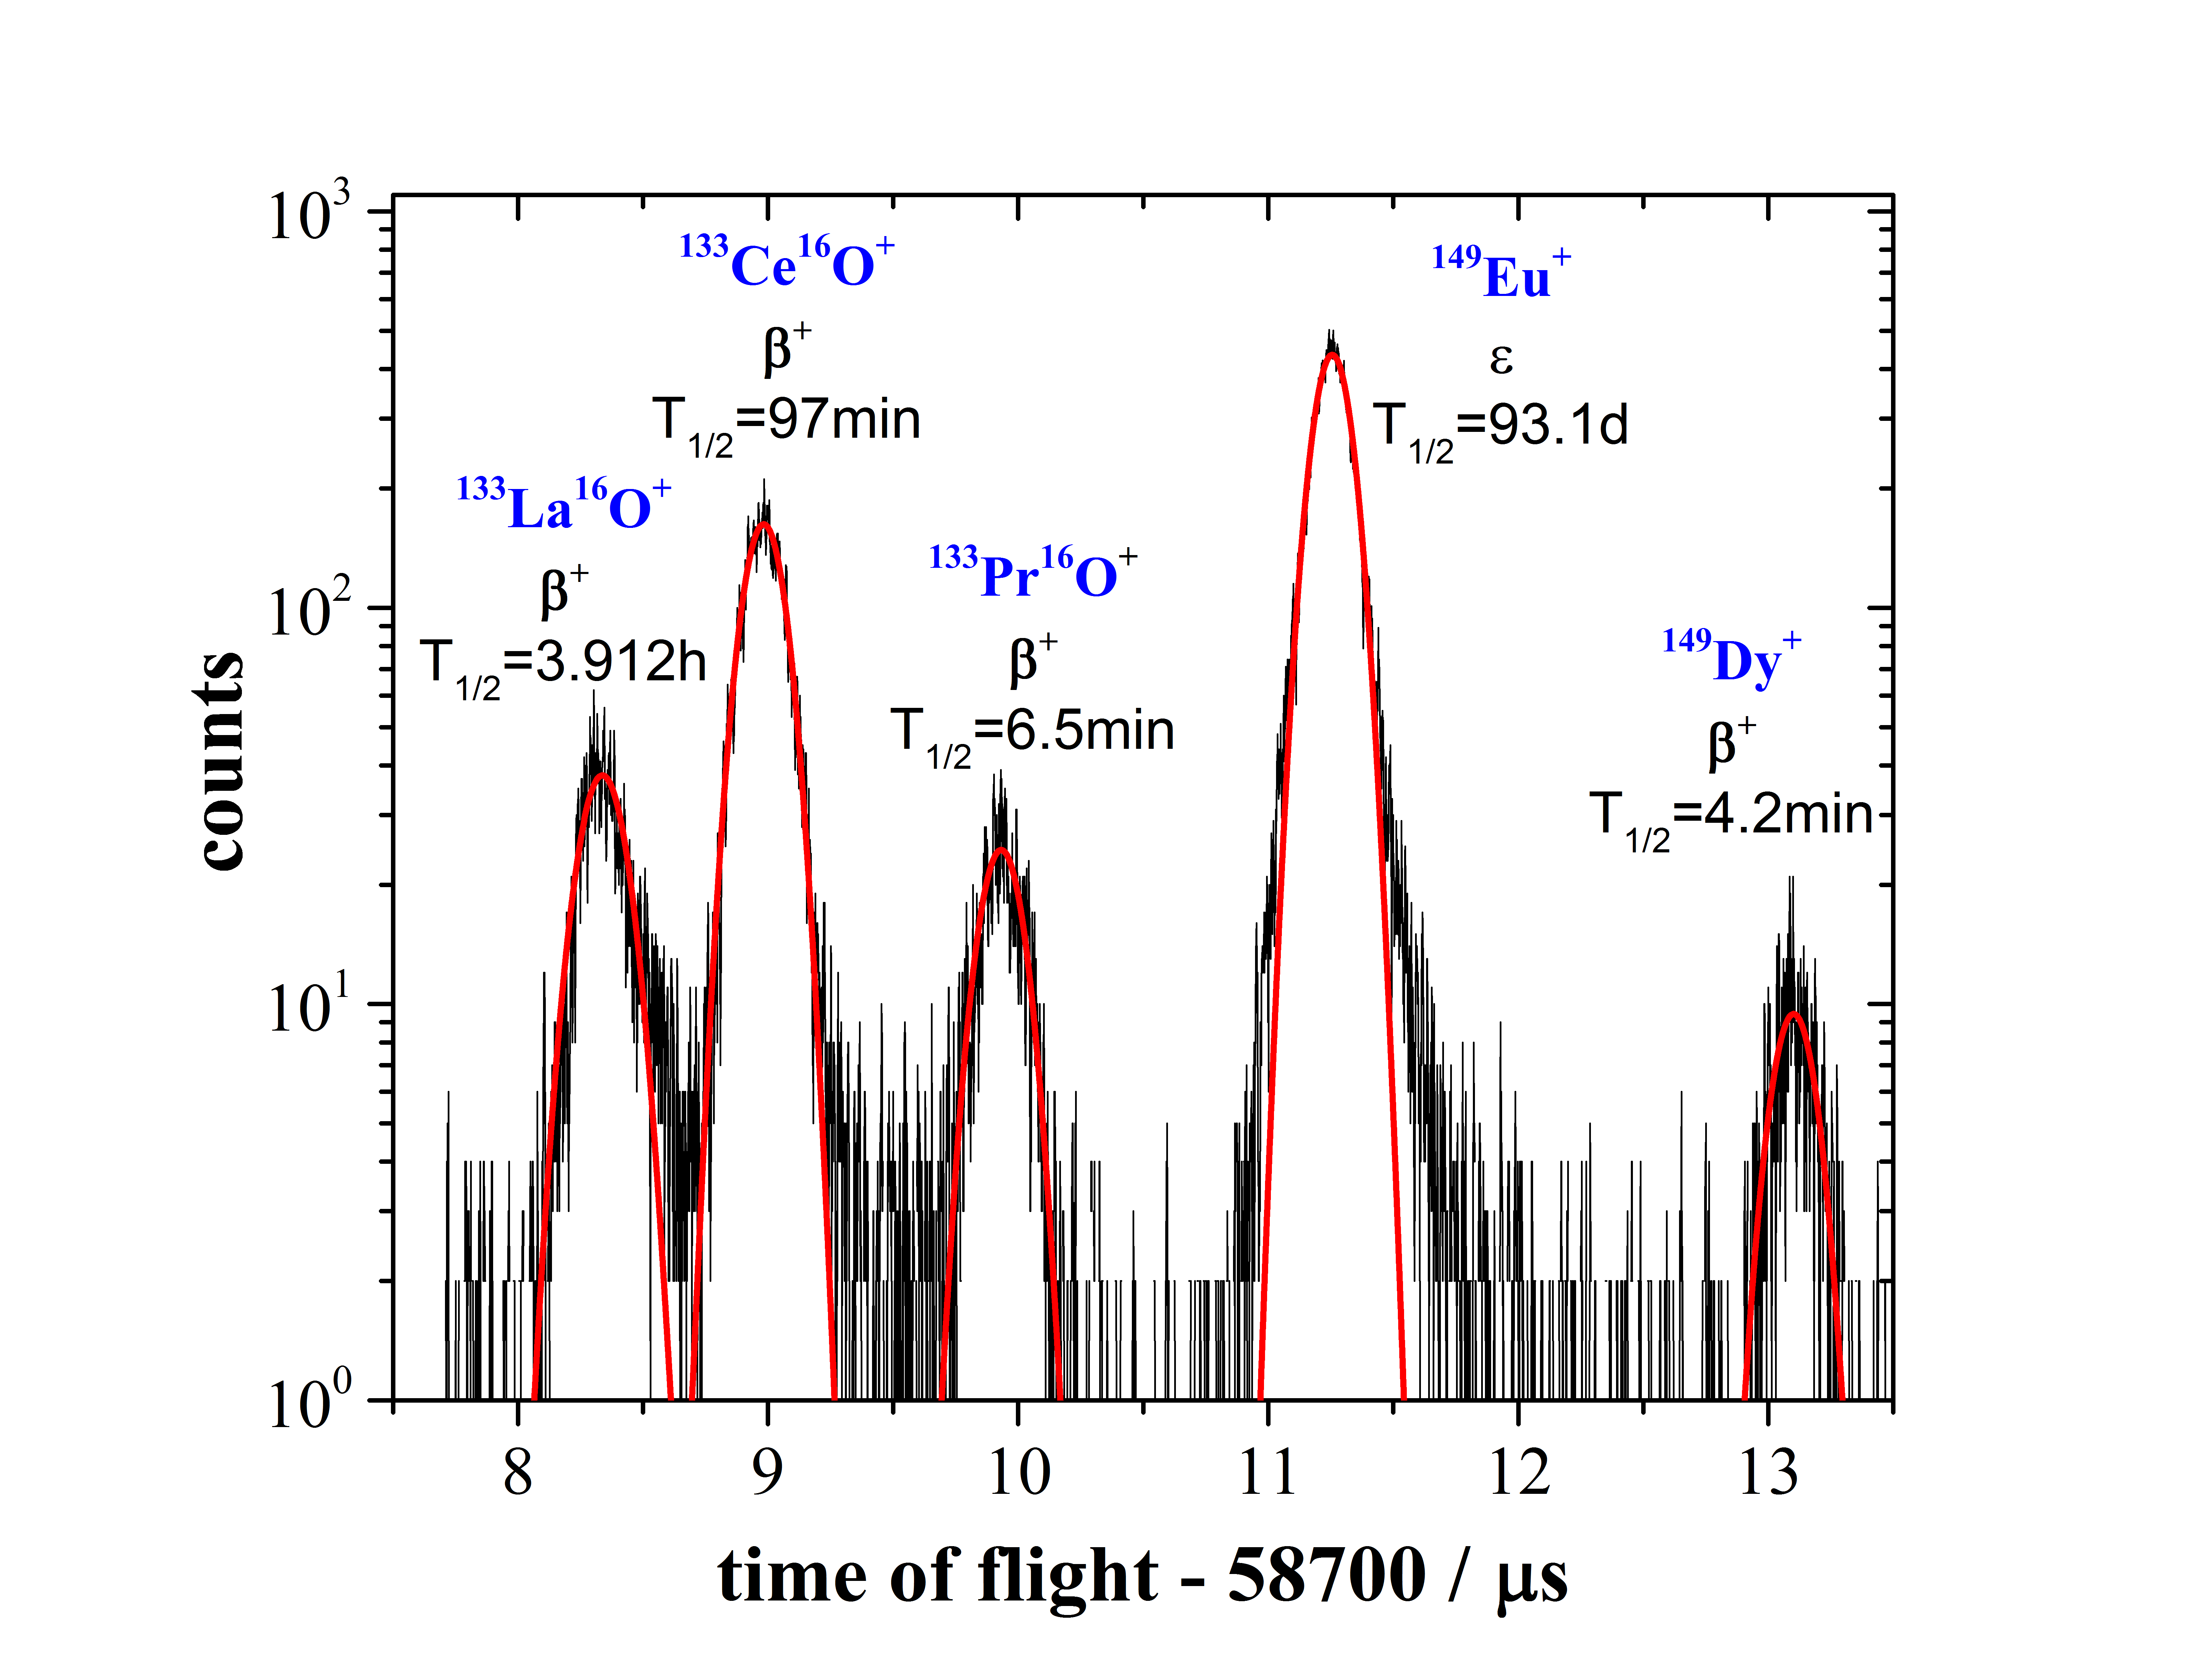 10³
10²
10¹
10⁰
counts
¹³³La¹⁶O⁺
β⁺
T₁/₂=3.912h
¹³³Ce¹⁶O⁺
β⁺
T₁/₂=97min
¹³³Pr¹⁶O⁺
β⁺
T₁/₂=6.5min
¹⁴⁹Eu⁺
ε
T₁/₂=93.1d
¹⁴⁹Dy⁺
β⁺
T₁/₂=4.2min
8 9 10 11 12 13
time of flight - 58700 / μs